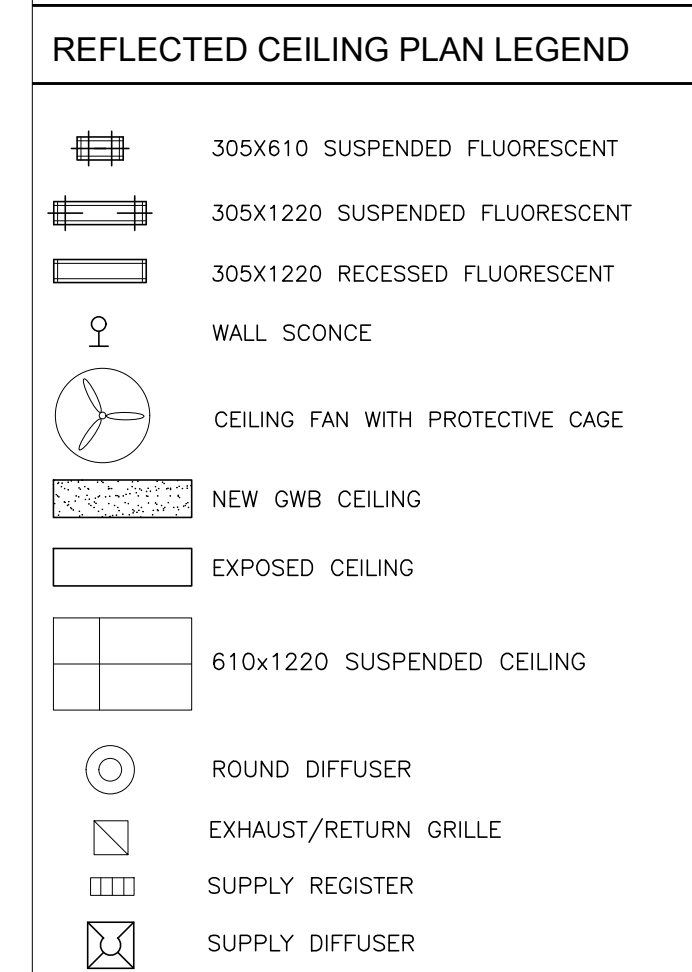 REFLECTED CEILING PLAN LEGEND
305X610 SUSPENDED FLUORESCENT
305X1220 SUSPENDED FLUORESCENT
305X1220 RECESSED FLUORESCENT
WALL SCONCE
CEILING FAN WITH PROTECTIVE CAGE
NEW GWB CEILING
EXPOSED CEILING
610x1220 SUSPENDED CEILING
ROUND DIFFUSER
EXHAUST/RETURN GRILLE
SUPPLY REGISTER
SUPPLY DIFFUSER